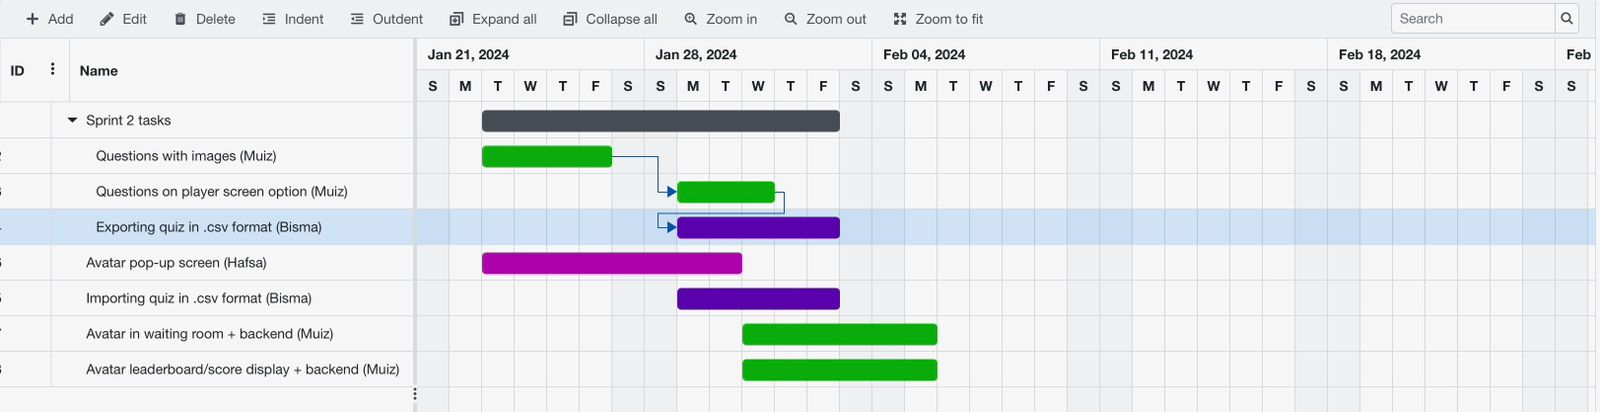 Add Edit Delete Indent Outdent Expand all Collapse all Zoom in Zoom out Zoom to fit Search
Jan 21, 2024 Jan 28, 2024 Feb 04, 2024 Feb 11, 2024 Feb 18, 2024 Feb
ID Name
S M T W T F S S M T W T F S S M T W T F S S M T W T F S S M T W T F S S
Sprint 2 tasks
Questions with images (Muiz)
Questions on player screen option (Muiz)
Exporting quiz in .csv format (Bisma)
Avatar pop-up screen (Hafsa)
Importing quiz in .csv format (Bisma)
Avatar in waiting room + backend (Muiz)
Avatar leaderboard/score display + backend (Muiz)